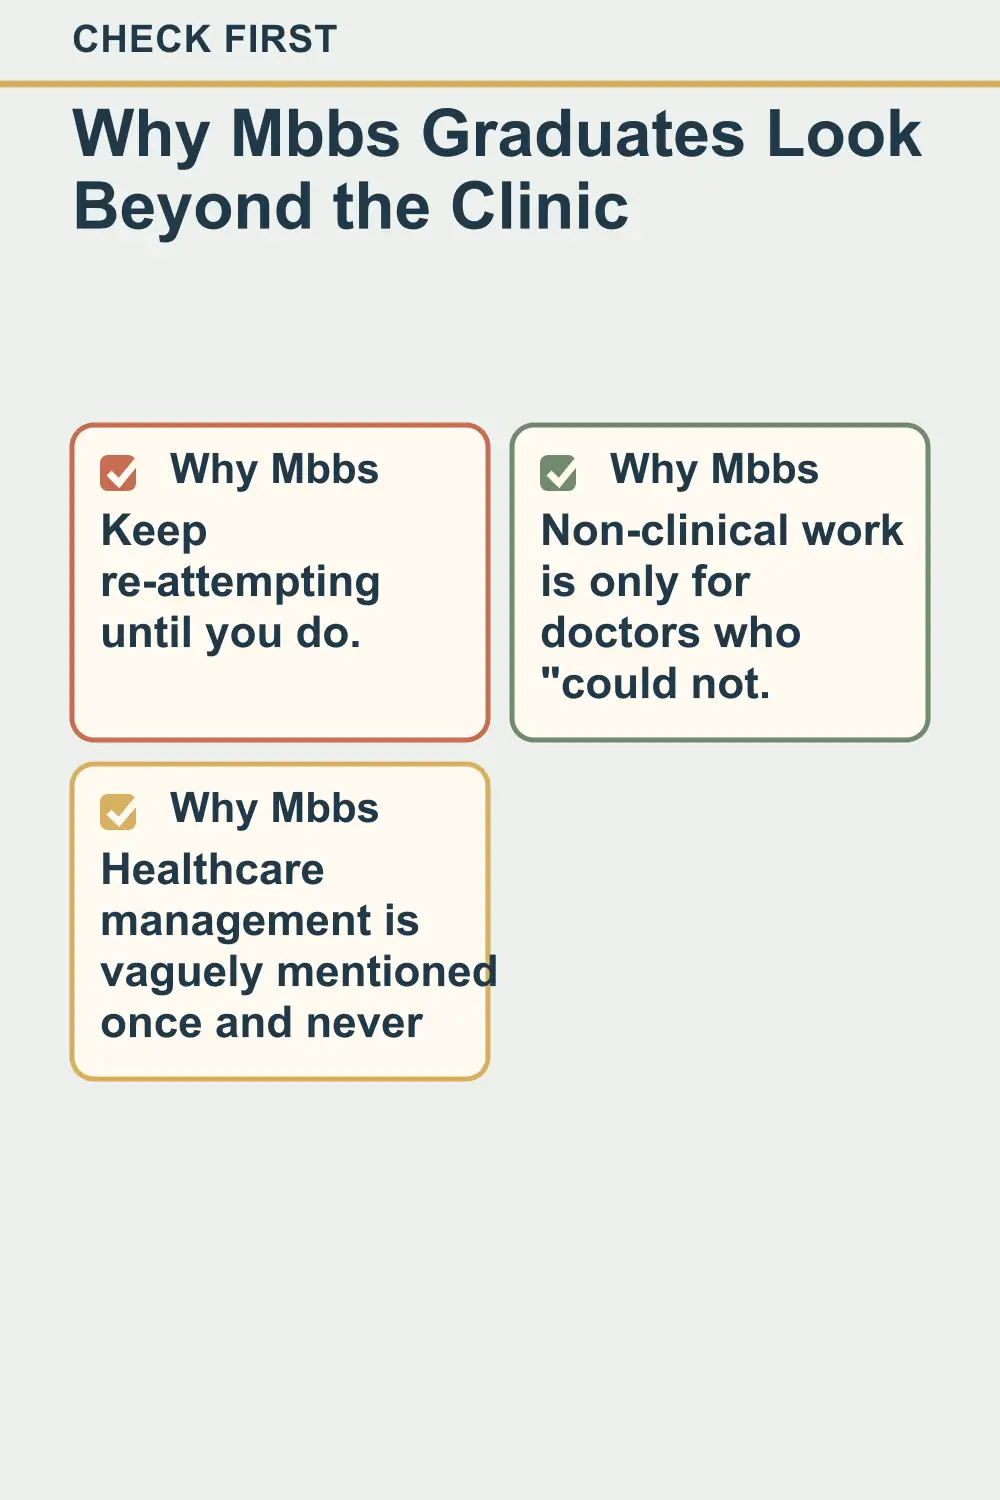 CHECK FIRST
Why Mbbs Graduates Look
Beyond the Clinic
Why Mbbs
Keep
re-attempting
until you do.
Why Mbbs
Non-clinical work
is only for
doctors who
"could not.
Why Mbbs
Healthcare
management is
vaguely mentioned
once and never